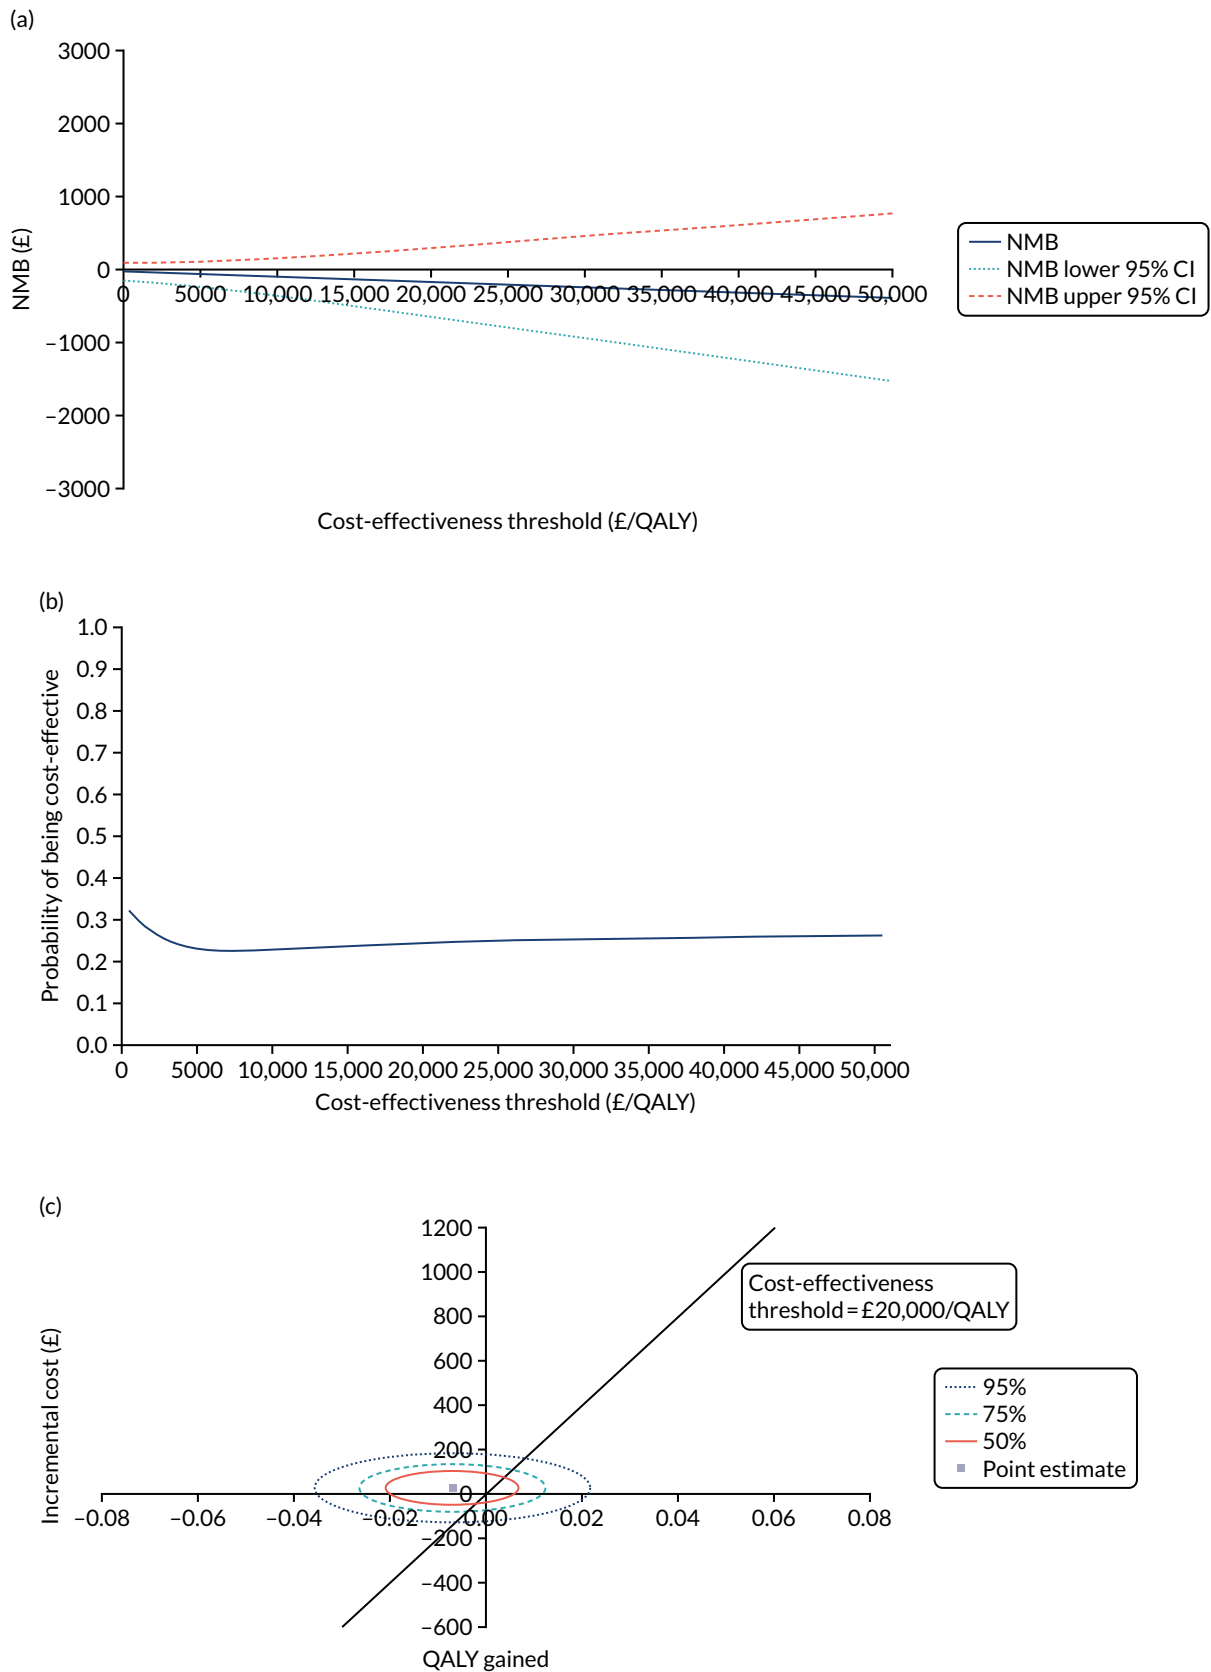 (a)
3000
2000
1000
0
–1000
–2000
–3000
NMB (£)
0 5000 10,000 15,000 20,000 25,000 30,000 35,000 40,000 45,000 50,000
Cost-effectiveness threshold (£/QALY)
NMB
NMB lower 95% CI
NMB upper 95% CI
(b)
1.0
0.9
0.8
0.7
0.6
0.5
0.4
0.3
0.2
0.1
0.0
Probability of being cost-effective
0 5000 10,000 15,000 20,000 25,000 30,000 35,000 40,000 45,000 50,000
Cost-effectiveness threshold (£/QALY)
(c)
1200
1000
800
600
400
200
0
–200
–400
–600
Incremental cost (£)
–0.08 –0.06 –0.04 –0.02 0.00 0.02 0.04 0.06 0.08
QALY gained
Cost-effectiveness
threshold = £20,000/QALY
95%
75%
50%
Point estimate